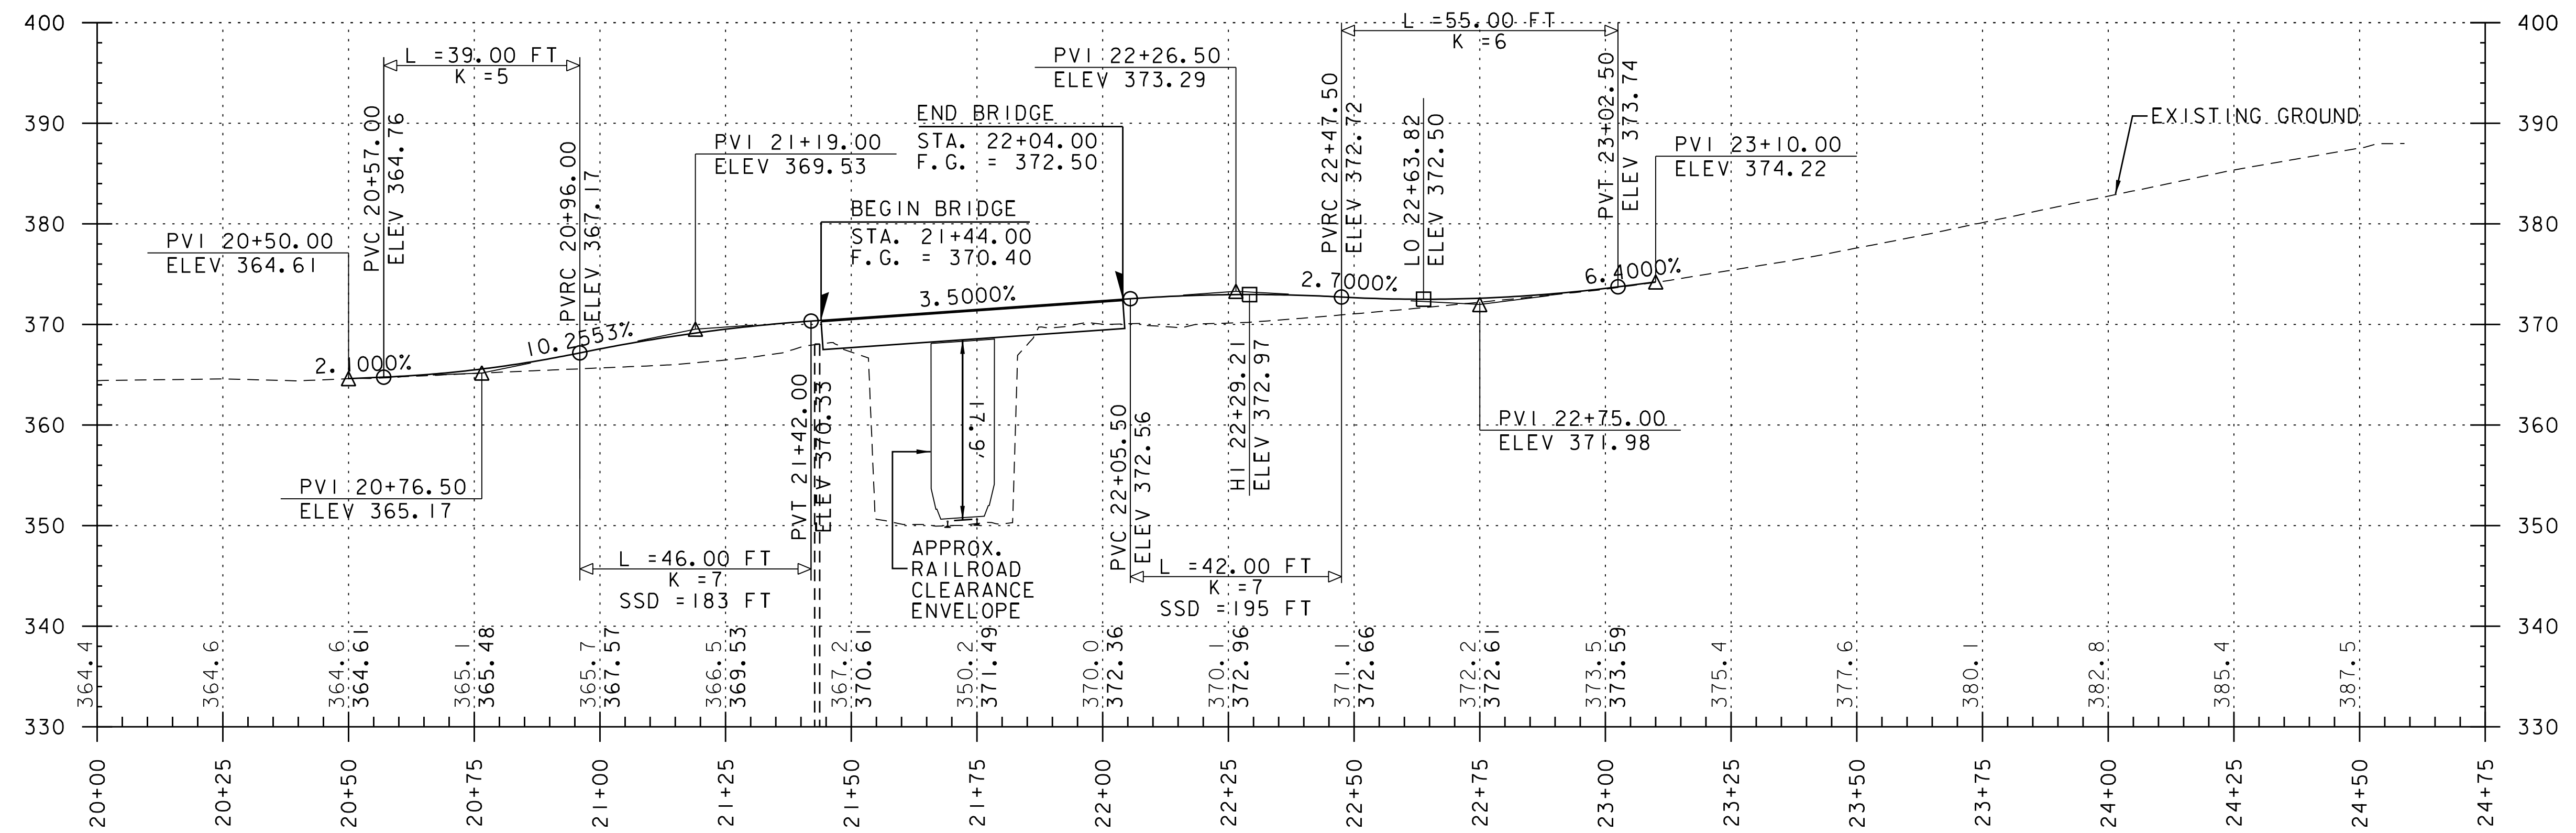 400
390
380
370
360
350
340
330
L =39.00 FT
K =5
PVC 20+57.00
ELEV 364.76
PVRC 20+96.00
ELEV 367.17
PVI 20+50.00
ELEV 364.61
2.1000%
10.2553%
PVI 20+76.50
ELEV 365.17
PVI 21+19.00
ELEV 369.53
L =46.00 FT
K =7
SSD =183 FT
PVT 21+42.00
ELEV 370.33
BEGIN BRIDGE
STA. 21+44.00
F.G. = 370.40
END BRIDGE
STA. 22+04.00
F.G. = 372.50
3.5000%
17.9'
APPROX.
RAILROAD
CLEARANCE
ENVELOPE
PVI 22+26.50
ELEV 373.29
PVC 22+05.50
ELEV 372.56
L =42.00 FT
K =7
SSD =195 FT
HI 22+29.21
ELEV 372.97
L =55.00 FT
K =6
PVRC 22+47.50
ELEV 372.72
2.7000%
LO 22+63.82
ELEV 372.50
PVI 22+75.00
ELEV 371.98
PVT 23+02.50
ELEV 373.74
6.4000%
PVI 23+10.00
ELEV 374.22
EXISTING GROUND
400
390
380
370
360
350
340
330
364.4
364.6
364.6
364.61
365.1
365.48
365.7
367.57
366.5
369.53
367.2
370.61
350.2
371.49
370.0
372.36
370.1
372.96
371.1
372.66
372.2
372.61
373.5
373.59
375.4
377.6
380.1
382.8
385.4
387.5
20+00
20+25
20+50
20+75
21+00
21+25
21+50
21+75
22+00
22+25
22+50
22+75
23+00
23+25
23+50
23+75
24+00
24+25
24+50
24+75